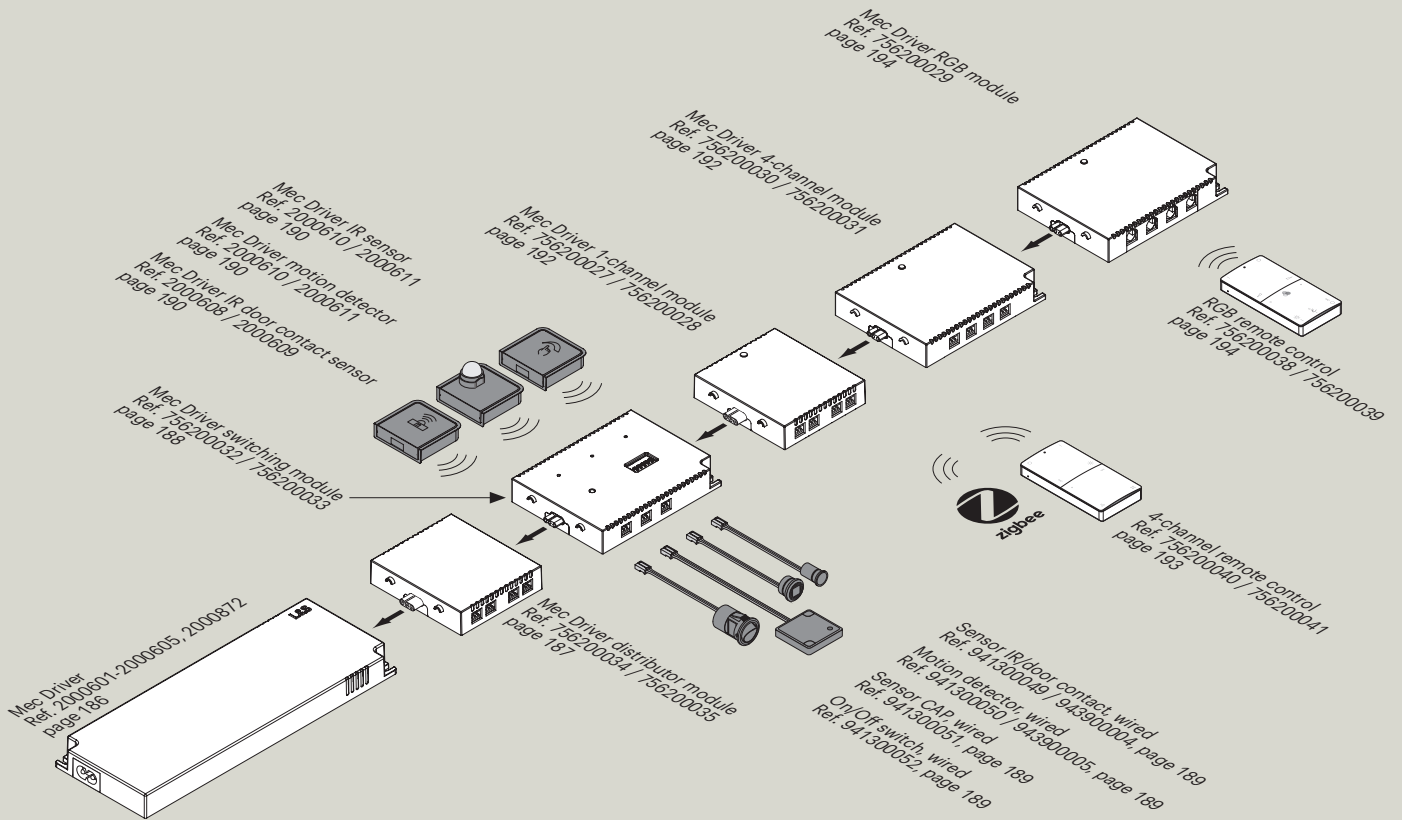 Mec Driver RGB module
Ref. 756200029
page 194
Mec Driver 4-channel module
Ref. 756200030 / 756200031
page 192
Mec Driver IR sensor
Ref. 2000610 / 2000611
page 190
Mec Driver motion detector
Ref. 2000610 / 2000611
page 190
Mec Driver IR door contact sensor
Ref. 2000608 / 2000609
page 190
Mec Driver 1-channel module
Ref. 756200027 / 756200028
page 192
RGB remote control
Ref. 756200038 / 756200039
page 194
Mec Driver switching module
Ref. 756200032 / 756200033
page 188
zigbee
4-channel remote control
Ref. 756200040 / 756200041
page 193
Mec Driver
Ref. 2000601-2000605, 2000872
page 186
Mec Driver distributor module
Ref. 756200034 / 756200035
page 187
Sensor IR/door contact, wired
Ref. 941300049 / 943900004, page 189
Motion detector, wired
Ref. 941300050 / 943900005, page 189
Sensor CAP, wired
Ref. 941300051, page 189
On/Off switch, wired
Ref. 941300052, page 189